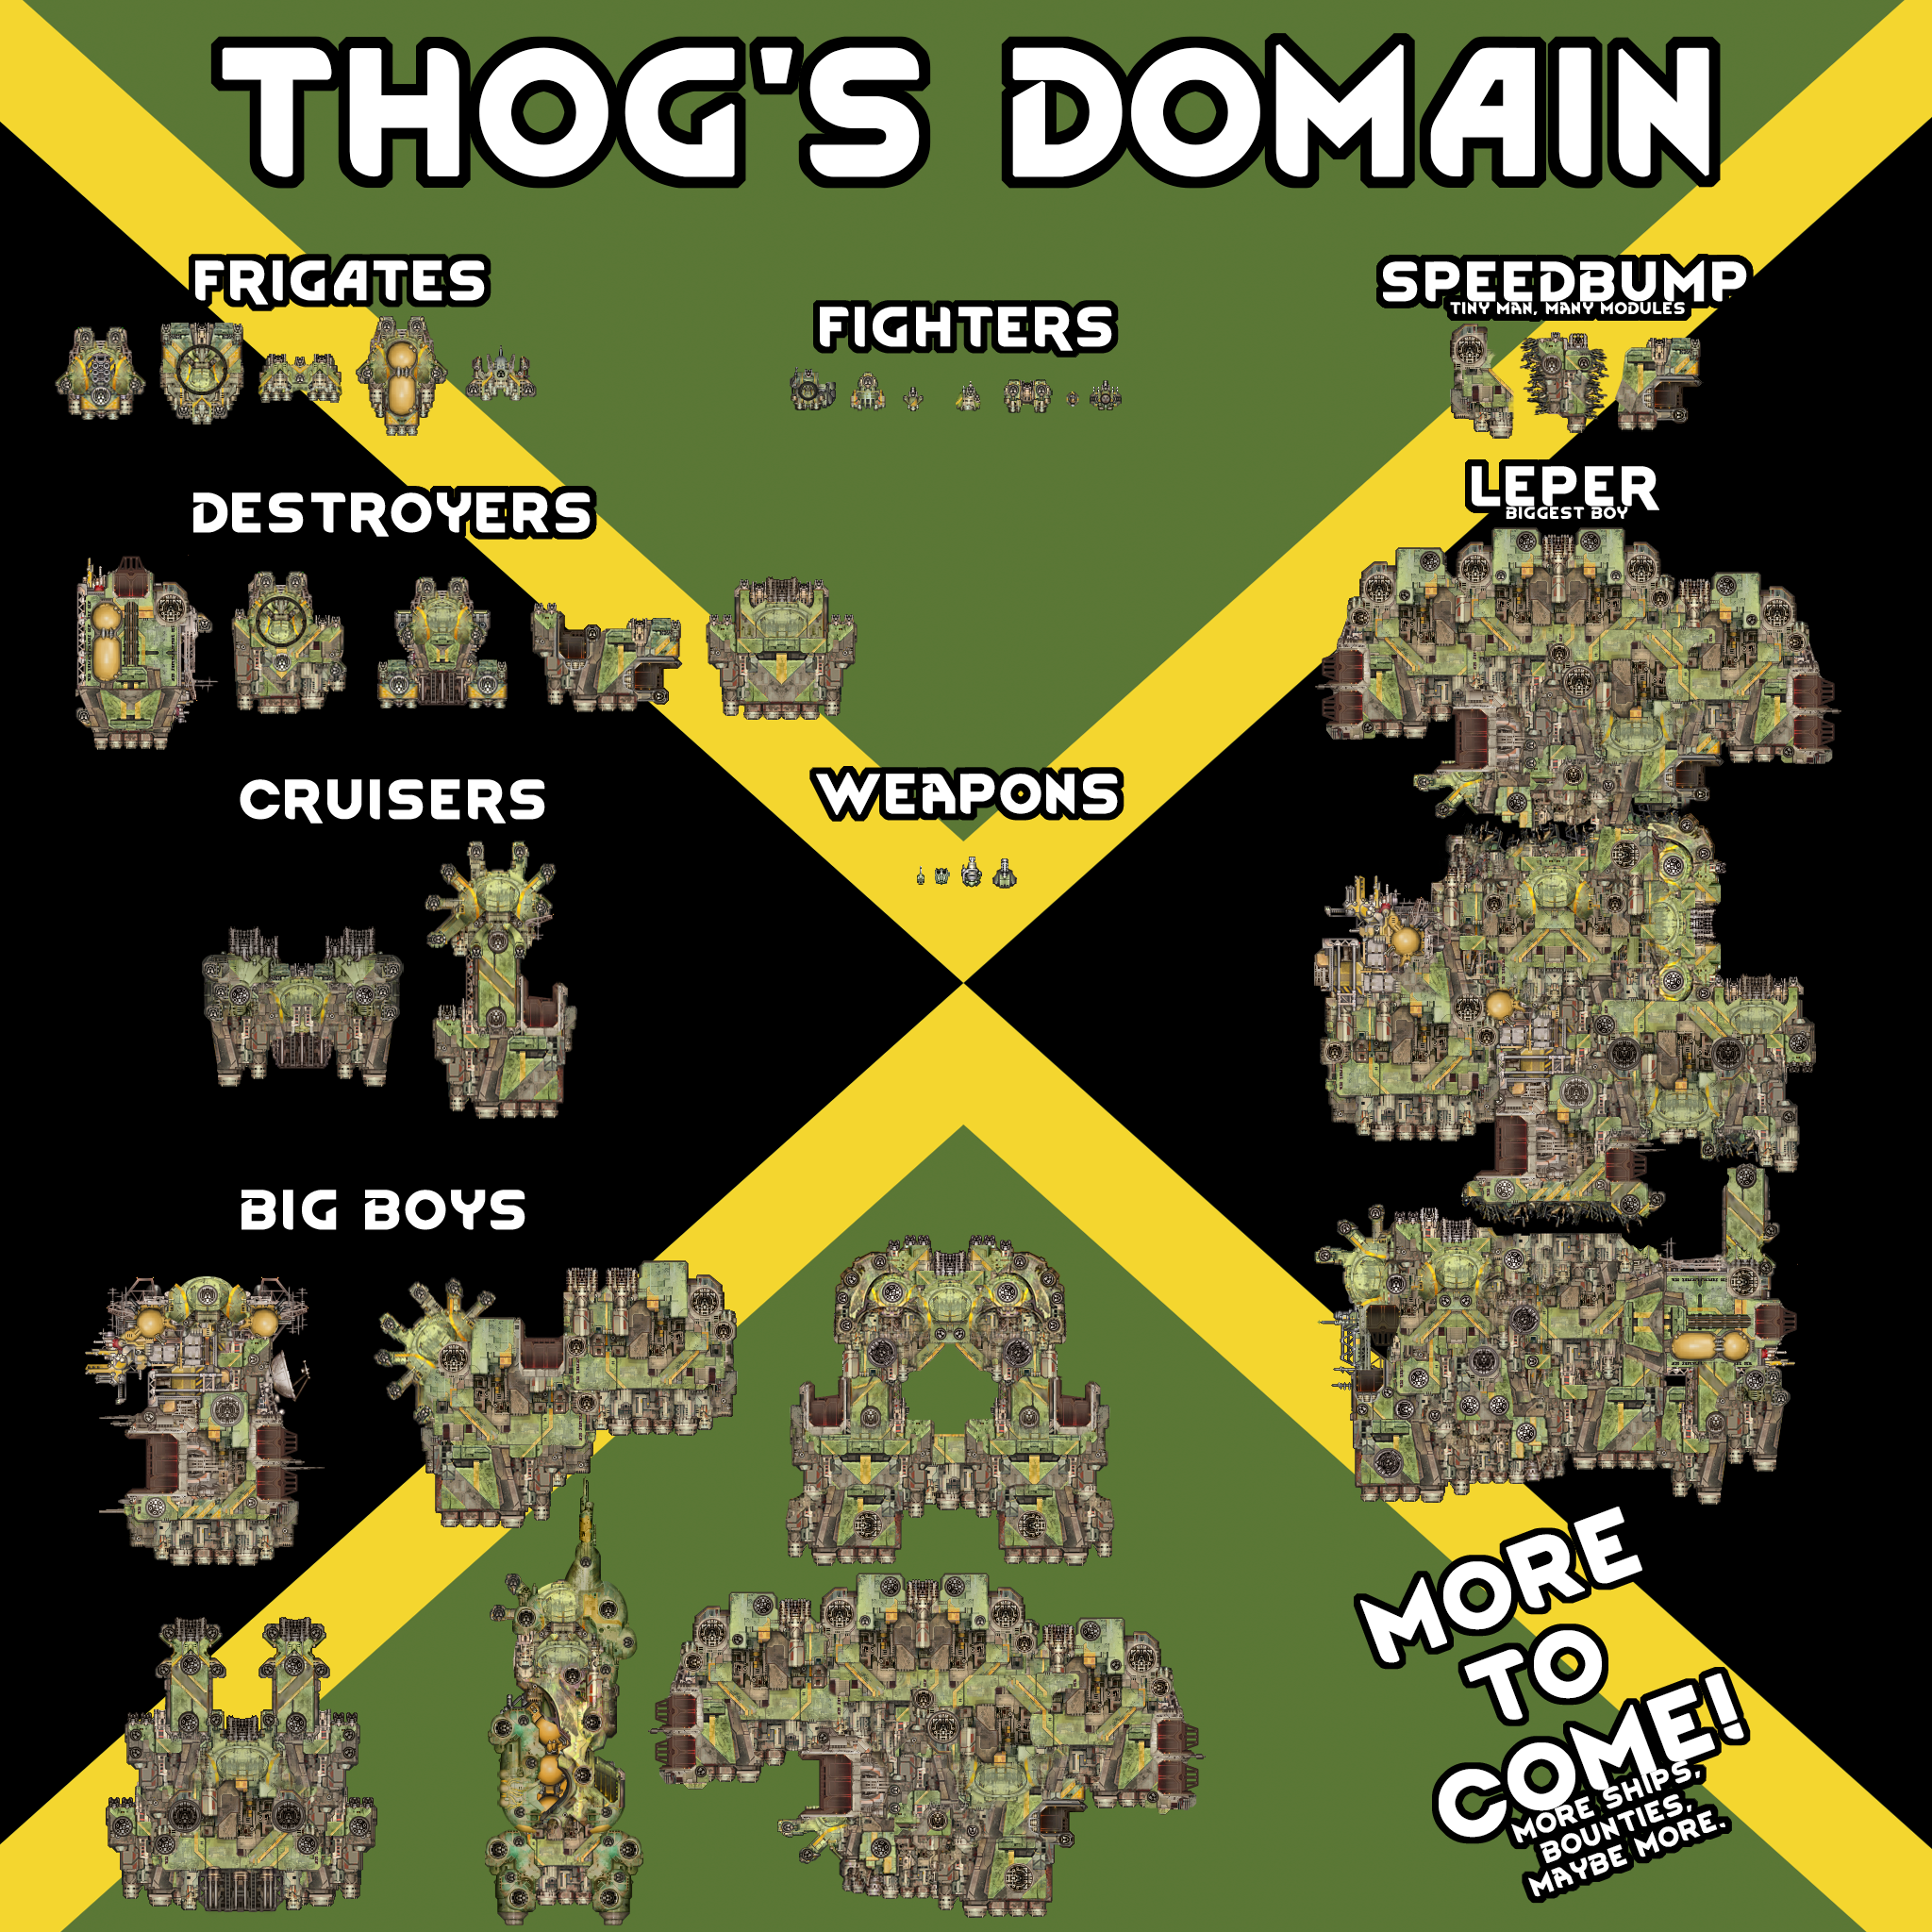 THOG'S DOMAIN
FRIGATES
FIGHTERS
SPEEDBUMP
TINY MAN, MANY MODULES
DESTROYERS
LEPER
BIGGEST BOY
CRUISERS
WEAPONS
BIG BOYS
MORE
TO
COME!
MORE SHIPS,
BOUNTIES,
MAYBE MORE.